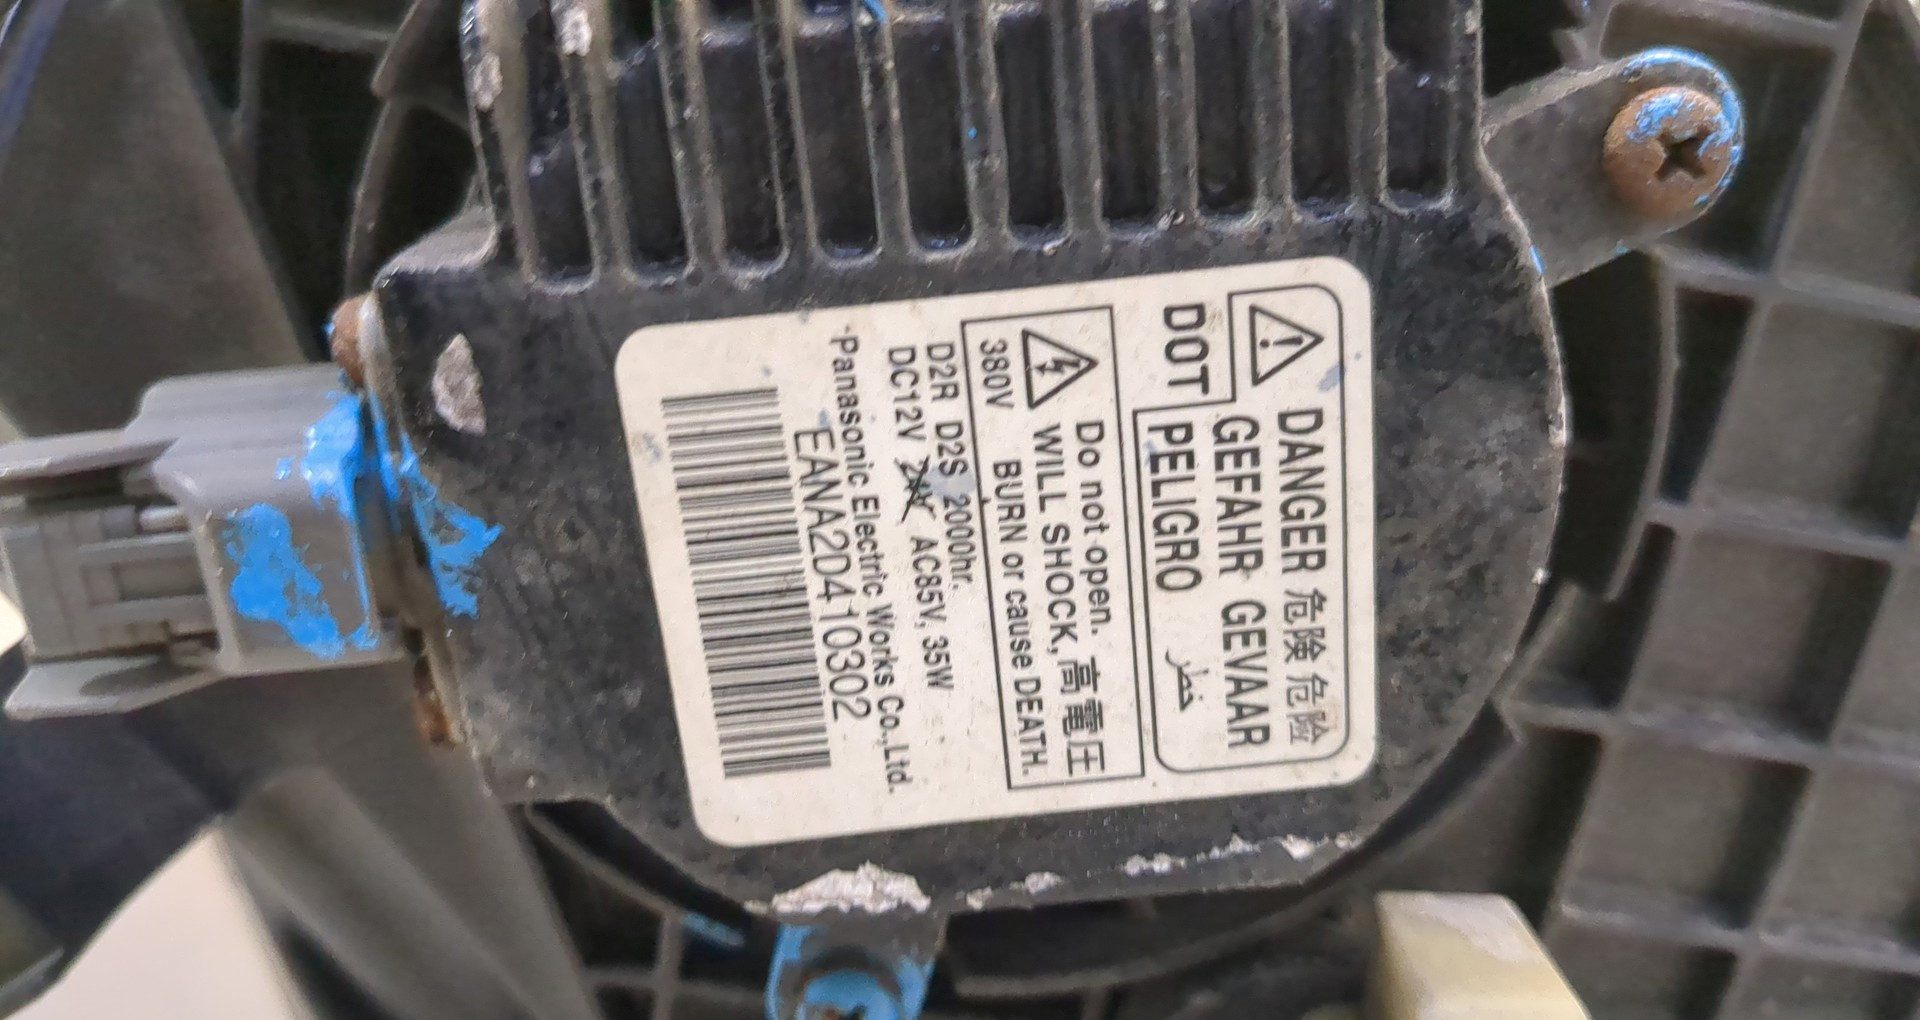 DANGER 危険 危险
GEFAHR GEVAAR
DOT PELIGRO خطر
Do not open. 高電圧
WILL SHOCK,
380V BURN or cause DEATH.
D2R D2S 2000hr.
DC12V 24V AC85V, 35W
Panasonic Electric Works Co.,Ltd.
EANA2D410302